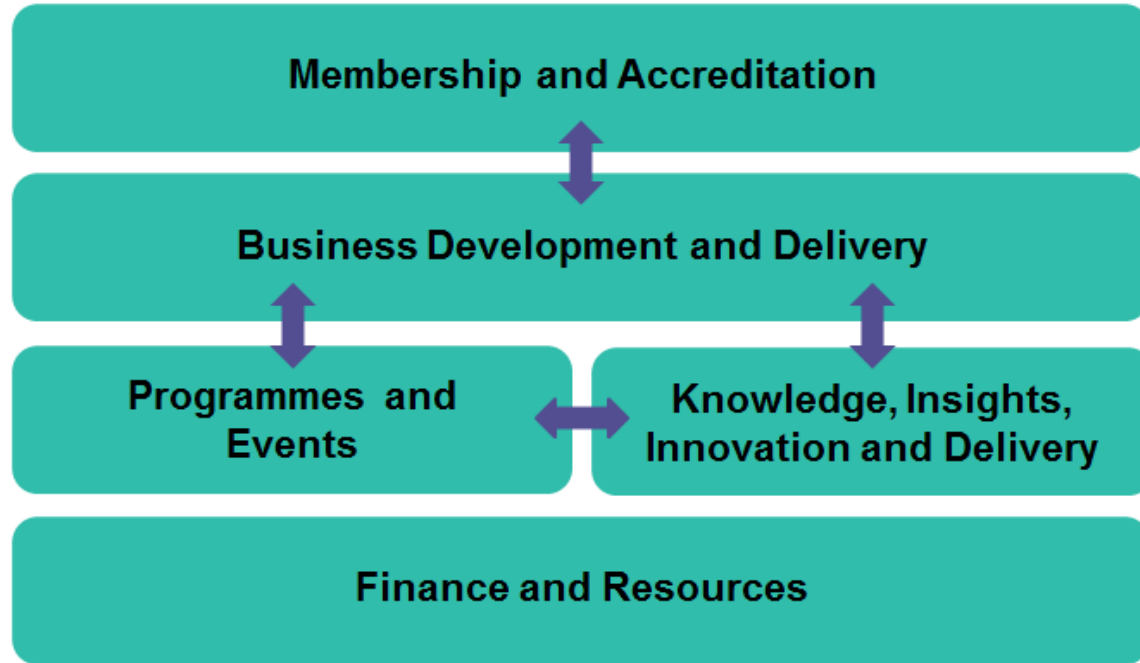 Membership and Accreditation
Business Development and Delivery
Programmes and
Events
Knowledge, Insights,
Innovation and Delivery
Finance and Resources